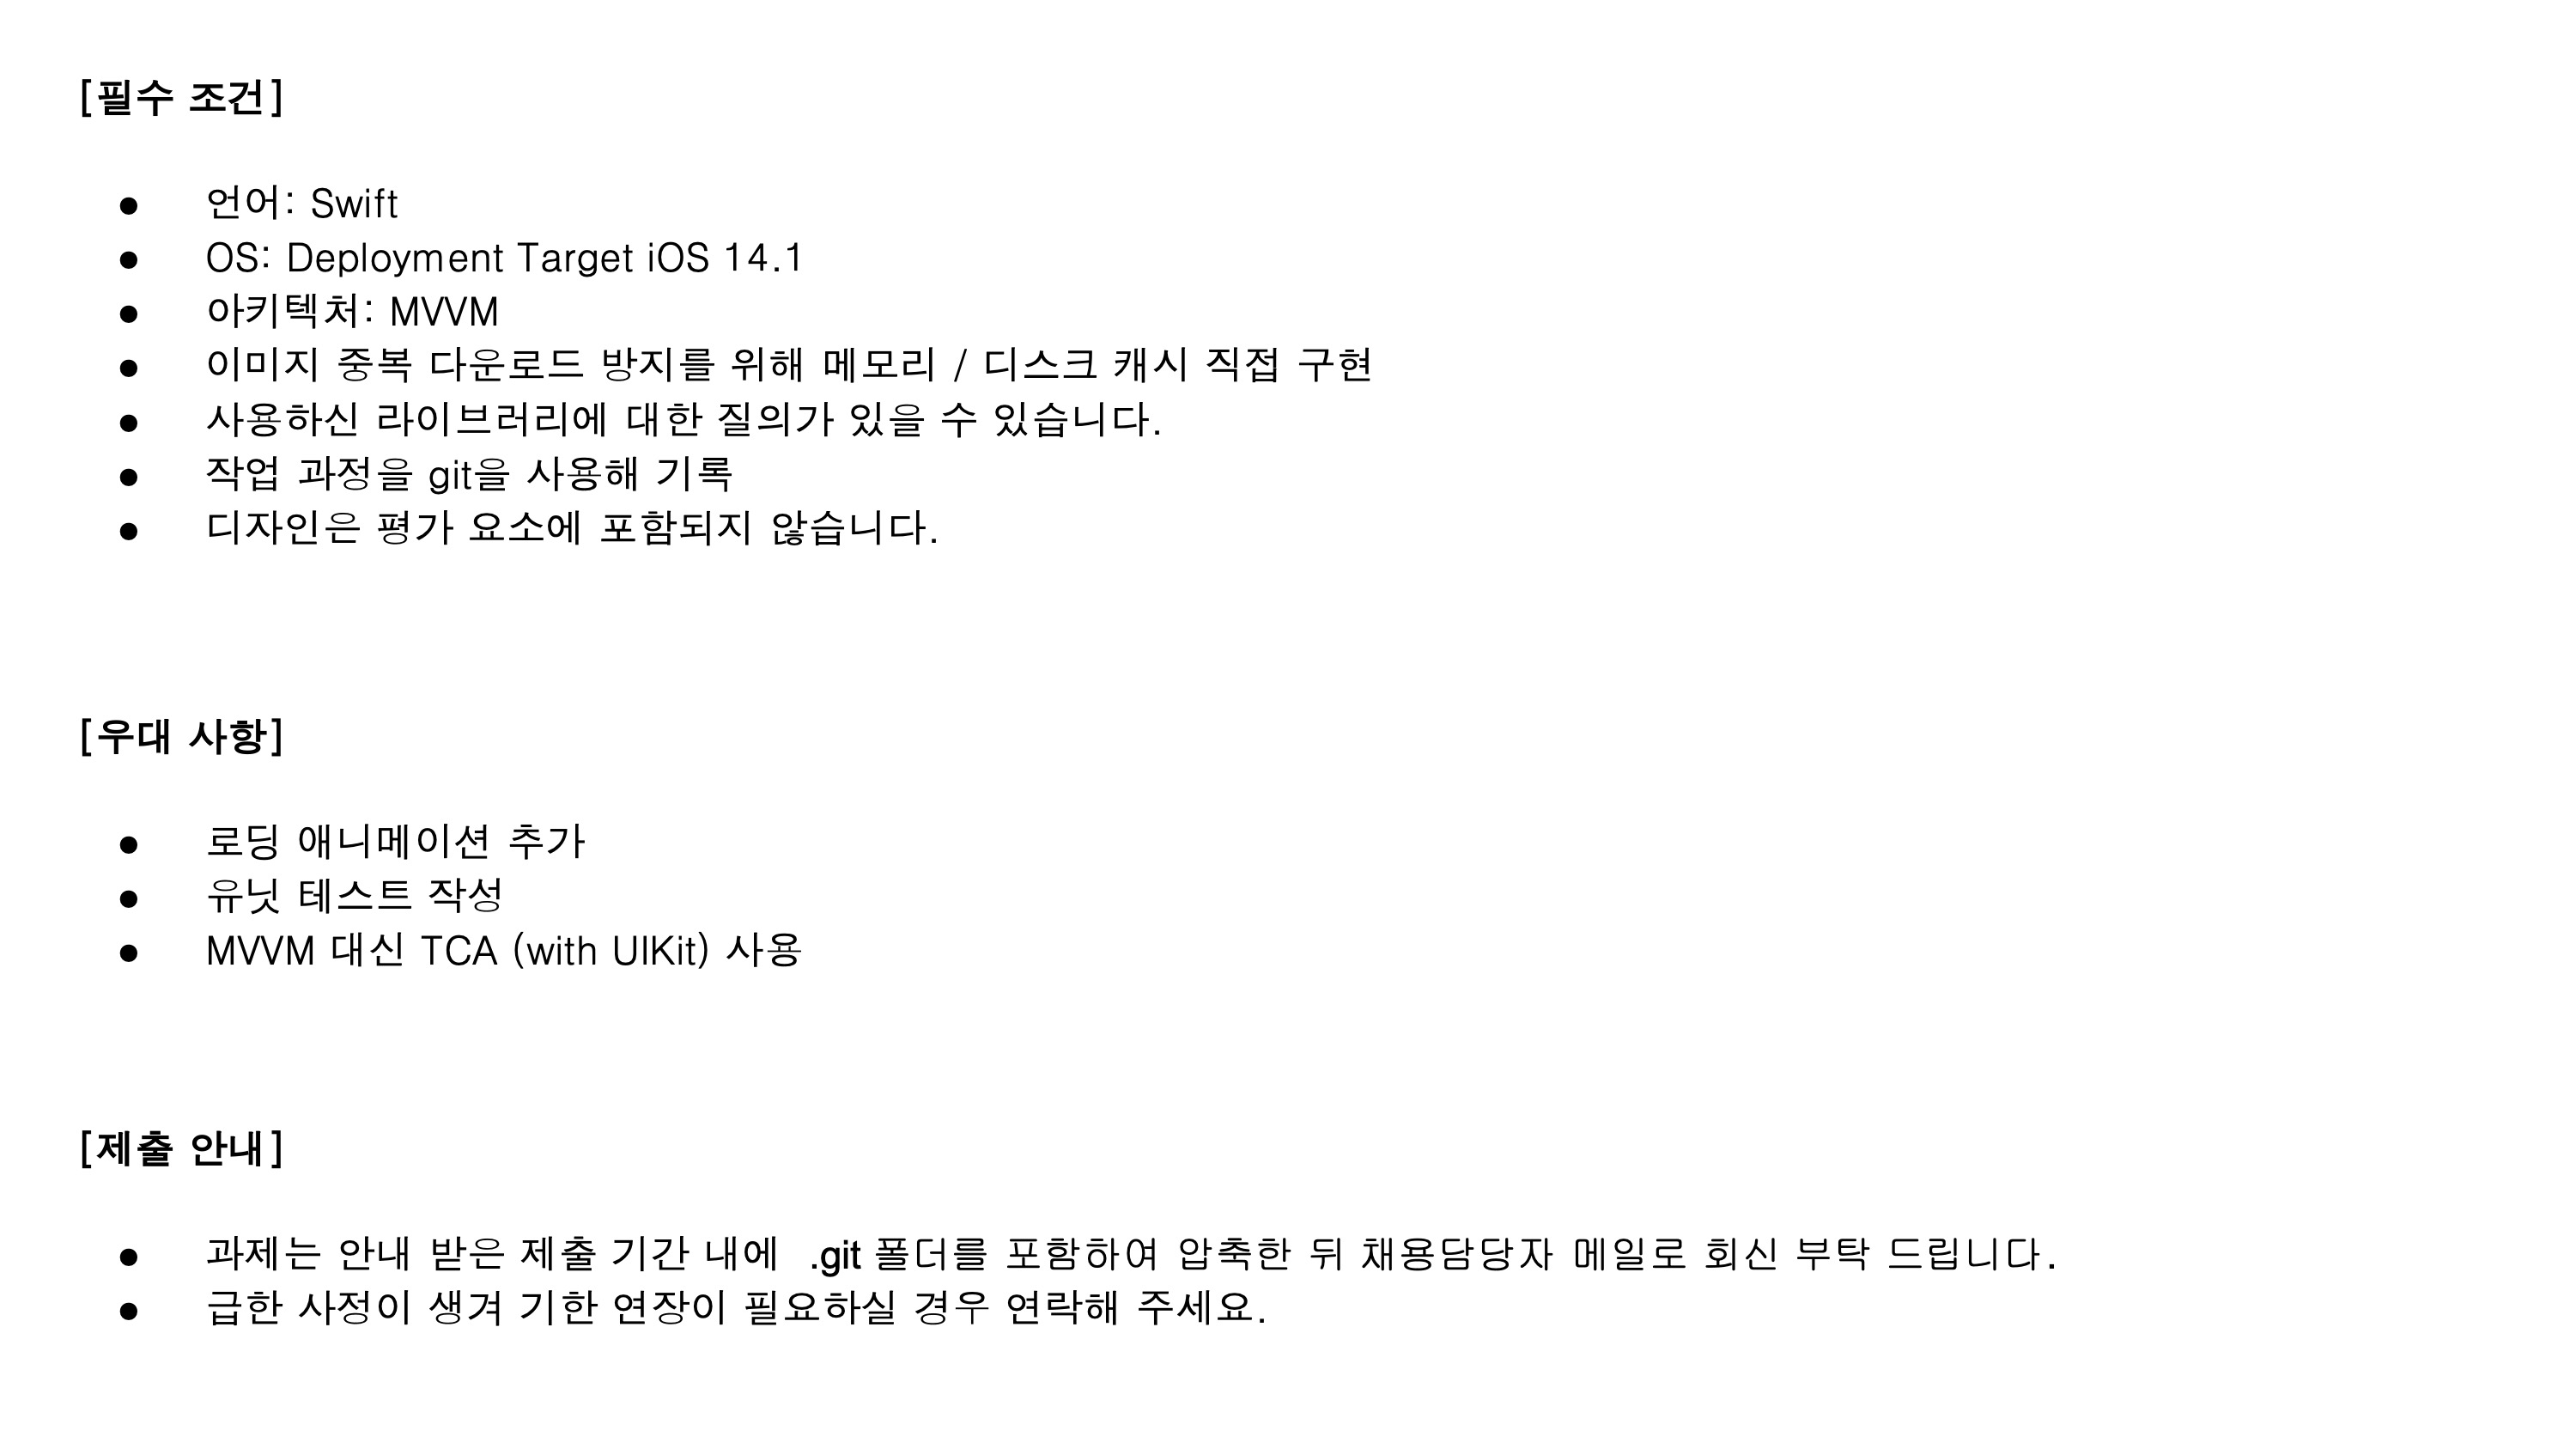 [필수 조건]
● 언어: Swift
● OS: Deployment Target iOS 14.1
● 아키텍처: MVVM
● 이미지 중복 다운로드 방지를 위해 메모리 / 디스크 캐시 직접 구현
● 사용하신 라이브러리에 대한 질의가 있을 수 있습니다.
● 작업 과정을 git을 사용해 기록
● 디자인은 평가 요소에 포함되지 않습니다.
[우대 사항]
● 로딩 애니메이션 추가
● 유닛 테스트 작성
● MVVM 대신 TCA (with UIKit) 사용
[제출 안내]
● 과제는 안내 받은 제출 기간 내에 .git 폴더를 포함하여 압축한 뒤 채용담당자 메일로 회신 부탁 드립니다.
● 급한 사정이 생겨 기한 연장이 필요하실 경우 연락해 주세요.